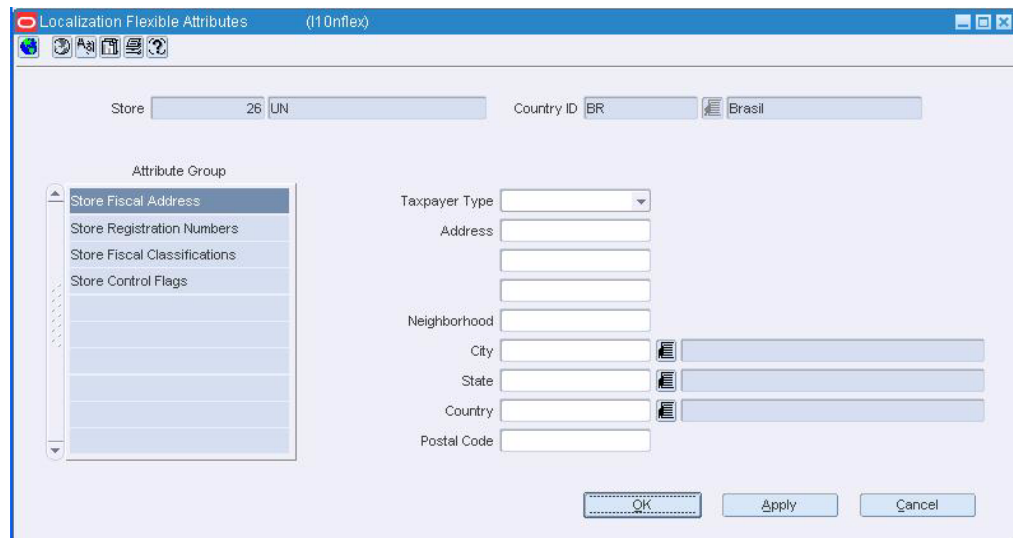 Localization Flexible Attributes (l10nflex)
Store 26 UN Country ID BR Brasil
Attribute Group
Store Fiscal Address
Store Registration Numbers
Store Fiscal Classifications
Store Control Flags
Taxpayer Type
Address
Neighborhood
City
State
Country
Postal Code
OK Apply Cancel